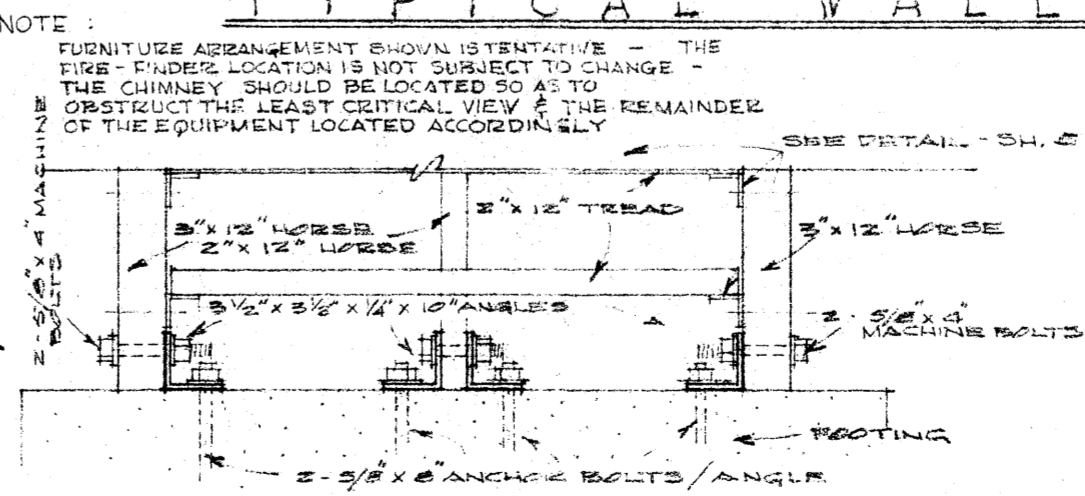 TYPICAL WALL
NOTE :
FURNITURE ARRANGEMENT SHOWN IS TENTATIVE - THE
FIRE-FINDER LOCATION IS NOT SUBJECT TO CHANGE -
THE CHIMNEY SHOULD BE LOCATED SO AS TO
OBSTRUCT THE LEAST CRITICAL VIEW & THE REMAINDER
OF THE EQUIPMENT LOCATED ACCORDINGLY
SEE DETAIL - SH. 5
2 - 5/8" x 4" MACHINE
BOLTS
3" x 12" HORSE
2" x 12" HORSE
2" x 12" TREAD
3" x 12" HORSE
3 1/2" x 3 1/2" x 1/4" x 10" ANGLES
2 - 5/8" x 4"
MACHINE BOLTS
FOOTING
2 - 5/8" x 8" ANCHOR BOLTS / ANGLE